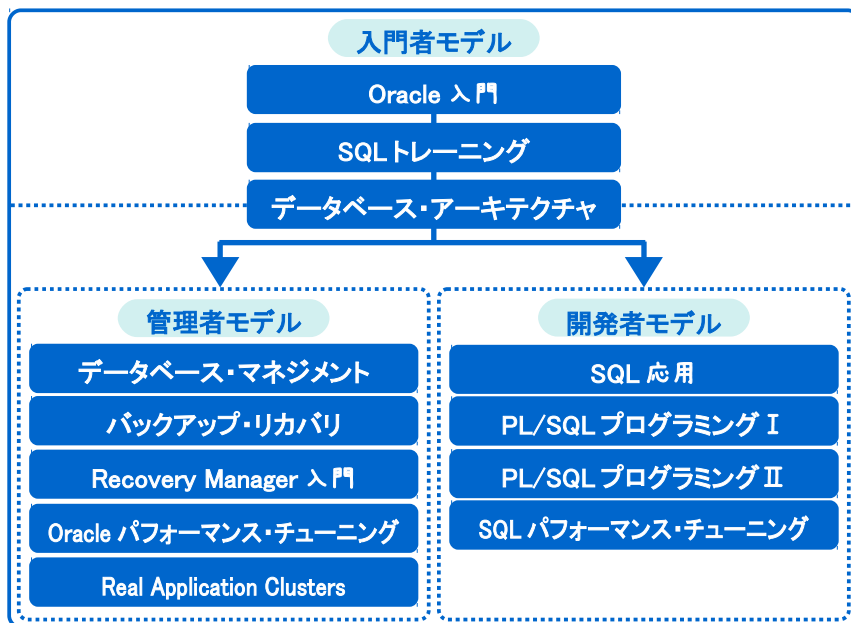 入門者モデル
Oracle 入門
SQLトレーニング
データベース・アーキテクチャ
管理者モデル
データベース・マネジメント
バックアップ・リカバリ
Recovery Manager 入門
Oracle パフォーマンス・チューニング
Real Application Clusters
開発者モデル
SQL 応用
PL/SQL プログラミング I
PL/SQL プログラミング II
SQL パフォーマンス・チューニング